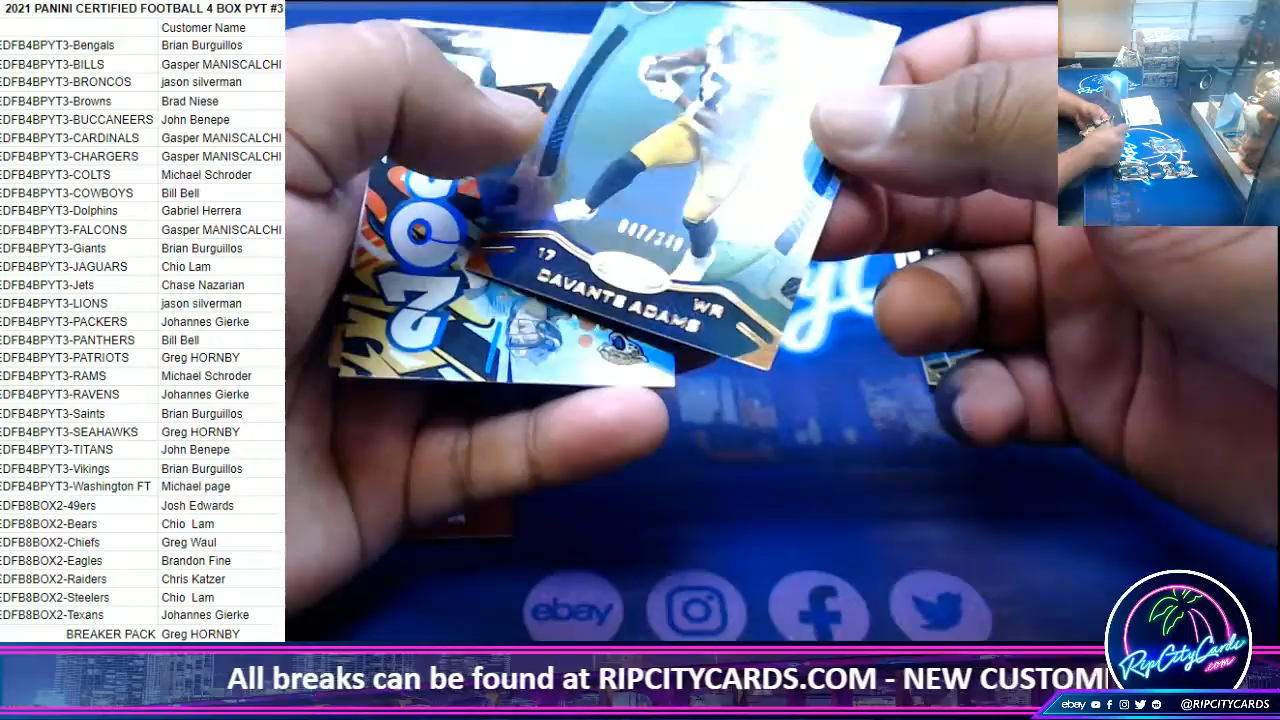 2021 PANINI CERTIFIED FOOTBALL 4 BOX PYT #3
Customer Name
EDFB4BPYT3-Bengals Brian Burguillos
EDFB4BPYT3-BILLS Gasper MANISCALCHI
EDFB4BPYT3-BRONCOS jason silverman
EDFB4BPYT3-Browns Brad Niese
EDFB4BPYT3-BUCCANEERS John Benepe
EDFB4BPYT3-CARDINALS Gasper MANISCALCHI
EDFB4BPYT3-CHARGERS Gasper MANISCALCHI
EDFB4BPYT3-COLTS Michael Schroder
EDFB4BPYT3-COWBOYS Bill Bell
EDFB4BPYT3-Dolphins Gabriel Herrera
EDFB4BPYT3-FALCONS Gasper MANISCALCHI
EDFB4BPYT3-Giants Brian Burguillos
EDFB4BPYT3-JAGUARS Chio Lam
EDFB4BPYT3-Jets Chase Nazarian
EDFB4BPYT3-LIONS jason silverman
EDFB4BPYT3-PACKERS Johannes Gierke
EDFB4BPYT3-PANTHERS Bill Bell
EDFB4BPYT3-PATRIOTS Greg HORNBY
EDFB4BPYT3-RAMS Michael Schroder
EDFB4BPYT3-RAVENS Johannes Gierke
EDFB4BPYT3-Saints Brian Burguillos
EDFB4BPYT3-SEAHAWKS Greg HORNBY
EDFB4BPYT3-TITANS John Benepe
EDFB4BPYT3-Vikings Brian Burguillos
EDFB4BPYT3-Washington FT Michael page
EDFB8BOX2-49ers Josh Edwards
EDFB8BOX2-Bears Chio Lam
EDFB8BOX2-Chiefs Greg Waul
EDFB8BOX2-Eagles Brandon Fine
EDFB8BOX2-Raiders Chris Katzer
EDFB8BOX2-Steelers Chio Lam
EDFB8BOX2-Texans Johannes Gierke
BREAKER PACK Greg HORNBY
17
DAVANTE ADAMS
WR
ebay
All breaks can be found at RIPCITYCARDS.COM - NEW CUSTOM
RipCityCards
.com
ebay @RIPCITYCARDS